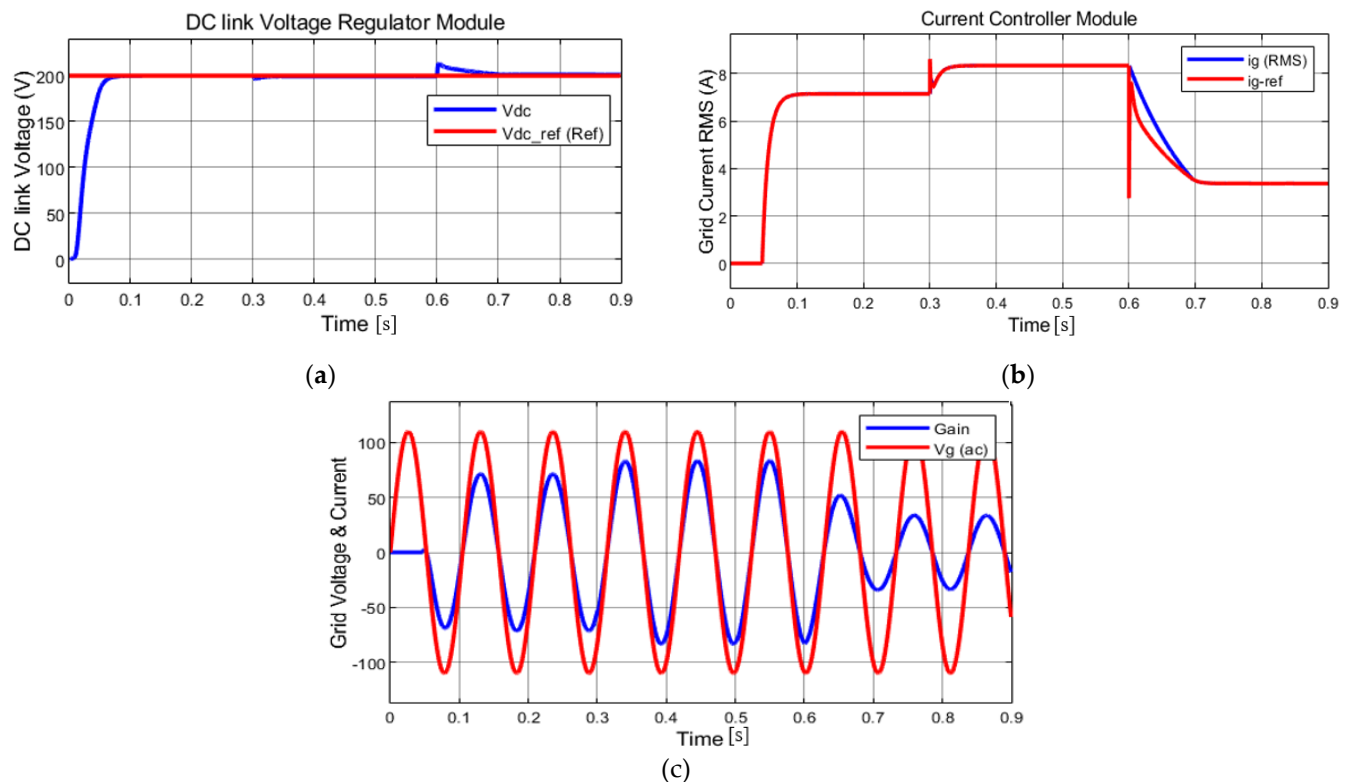 DC link Voltage Regulator Module
DC link Voltage (V)
200
150
100
50
0
Vdc
Vdc_ref (Ref)
0 0.1 0.2 0.3 0.4 0.5 0.6 0.7 0.8 0.9
Time [s]
(a)
Current Controller Module
Grid Current RMS (A)
8
6
4
2
0
ig (RMS)
ig-ref
0 0.1 0.2 0.3 0.4 0.5 0.6 0.7 0.8 0.9
Time [s]
(b)
Grid Voltage & Current
100
50
0
-50
-100
Gain
Vg (ac)
0 0.1 0.2 0.3 0.4 0.5 0.6 0.7 0.8 0.9
Time [s]
(c)